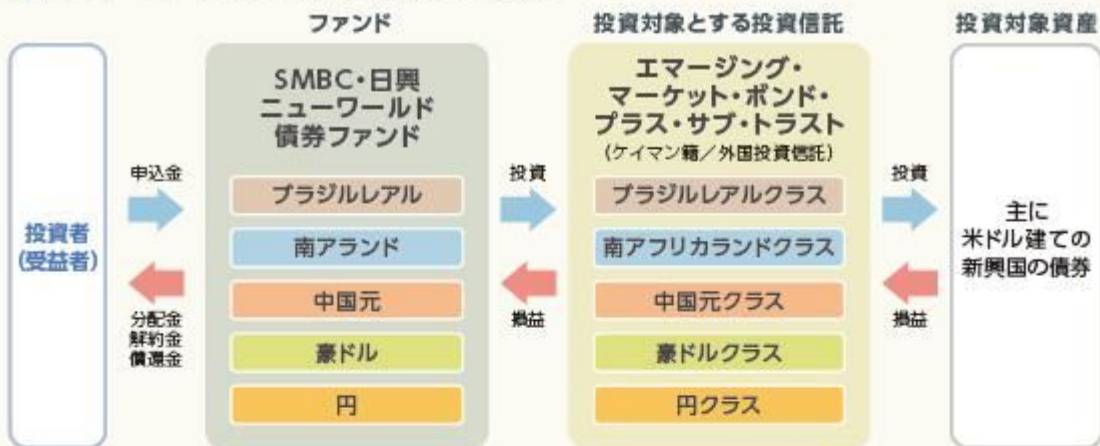 ファンド
投資対象とする投資信託
投資対象資産
投資者
(受益者)
申込金
分配金
解約金
償還金
SMBC・日興
ニューワールド
債券ファンド
ブラジルレアル
南アランド
中国元
豪ドル
円
投資
損益
エマージング・
マーケット・ボンド・
プラス・サブ・トラスト
(ケイマン籍/外国投資信託)
ブラジルレアルクラス
南アフリカランドクラス
中国元クラス
豪ドルクラス
円クラス
投資
損益
主に
米ドル建ての
新興国の債券